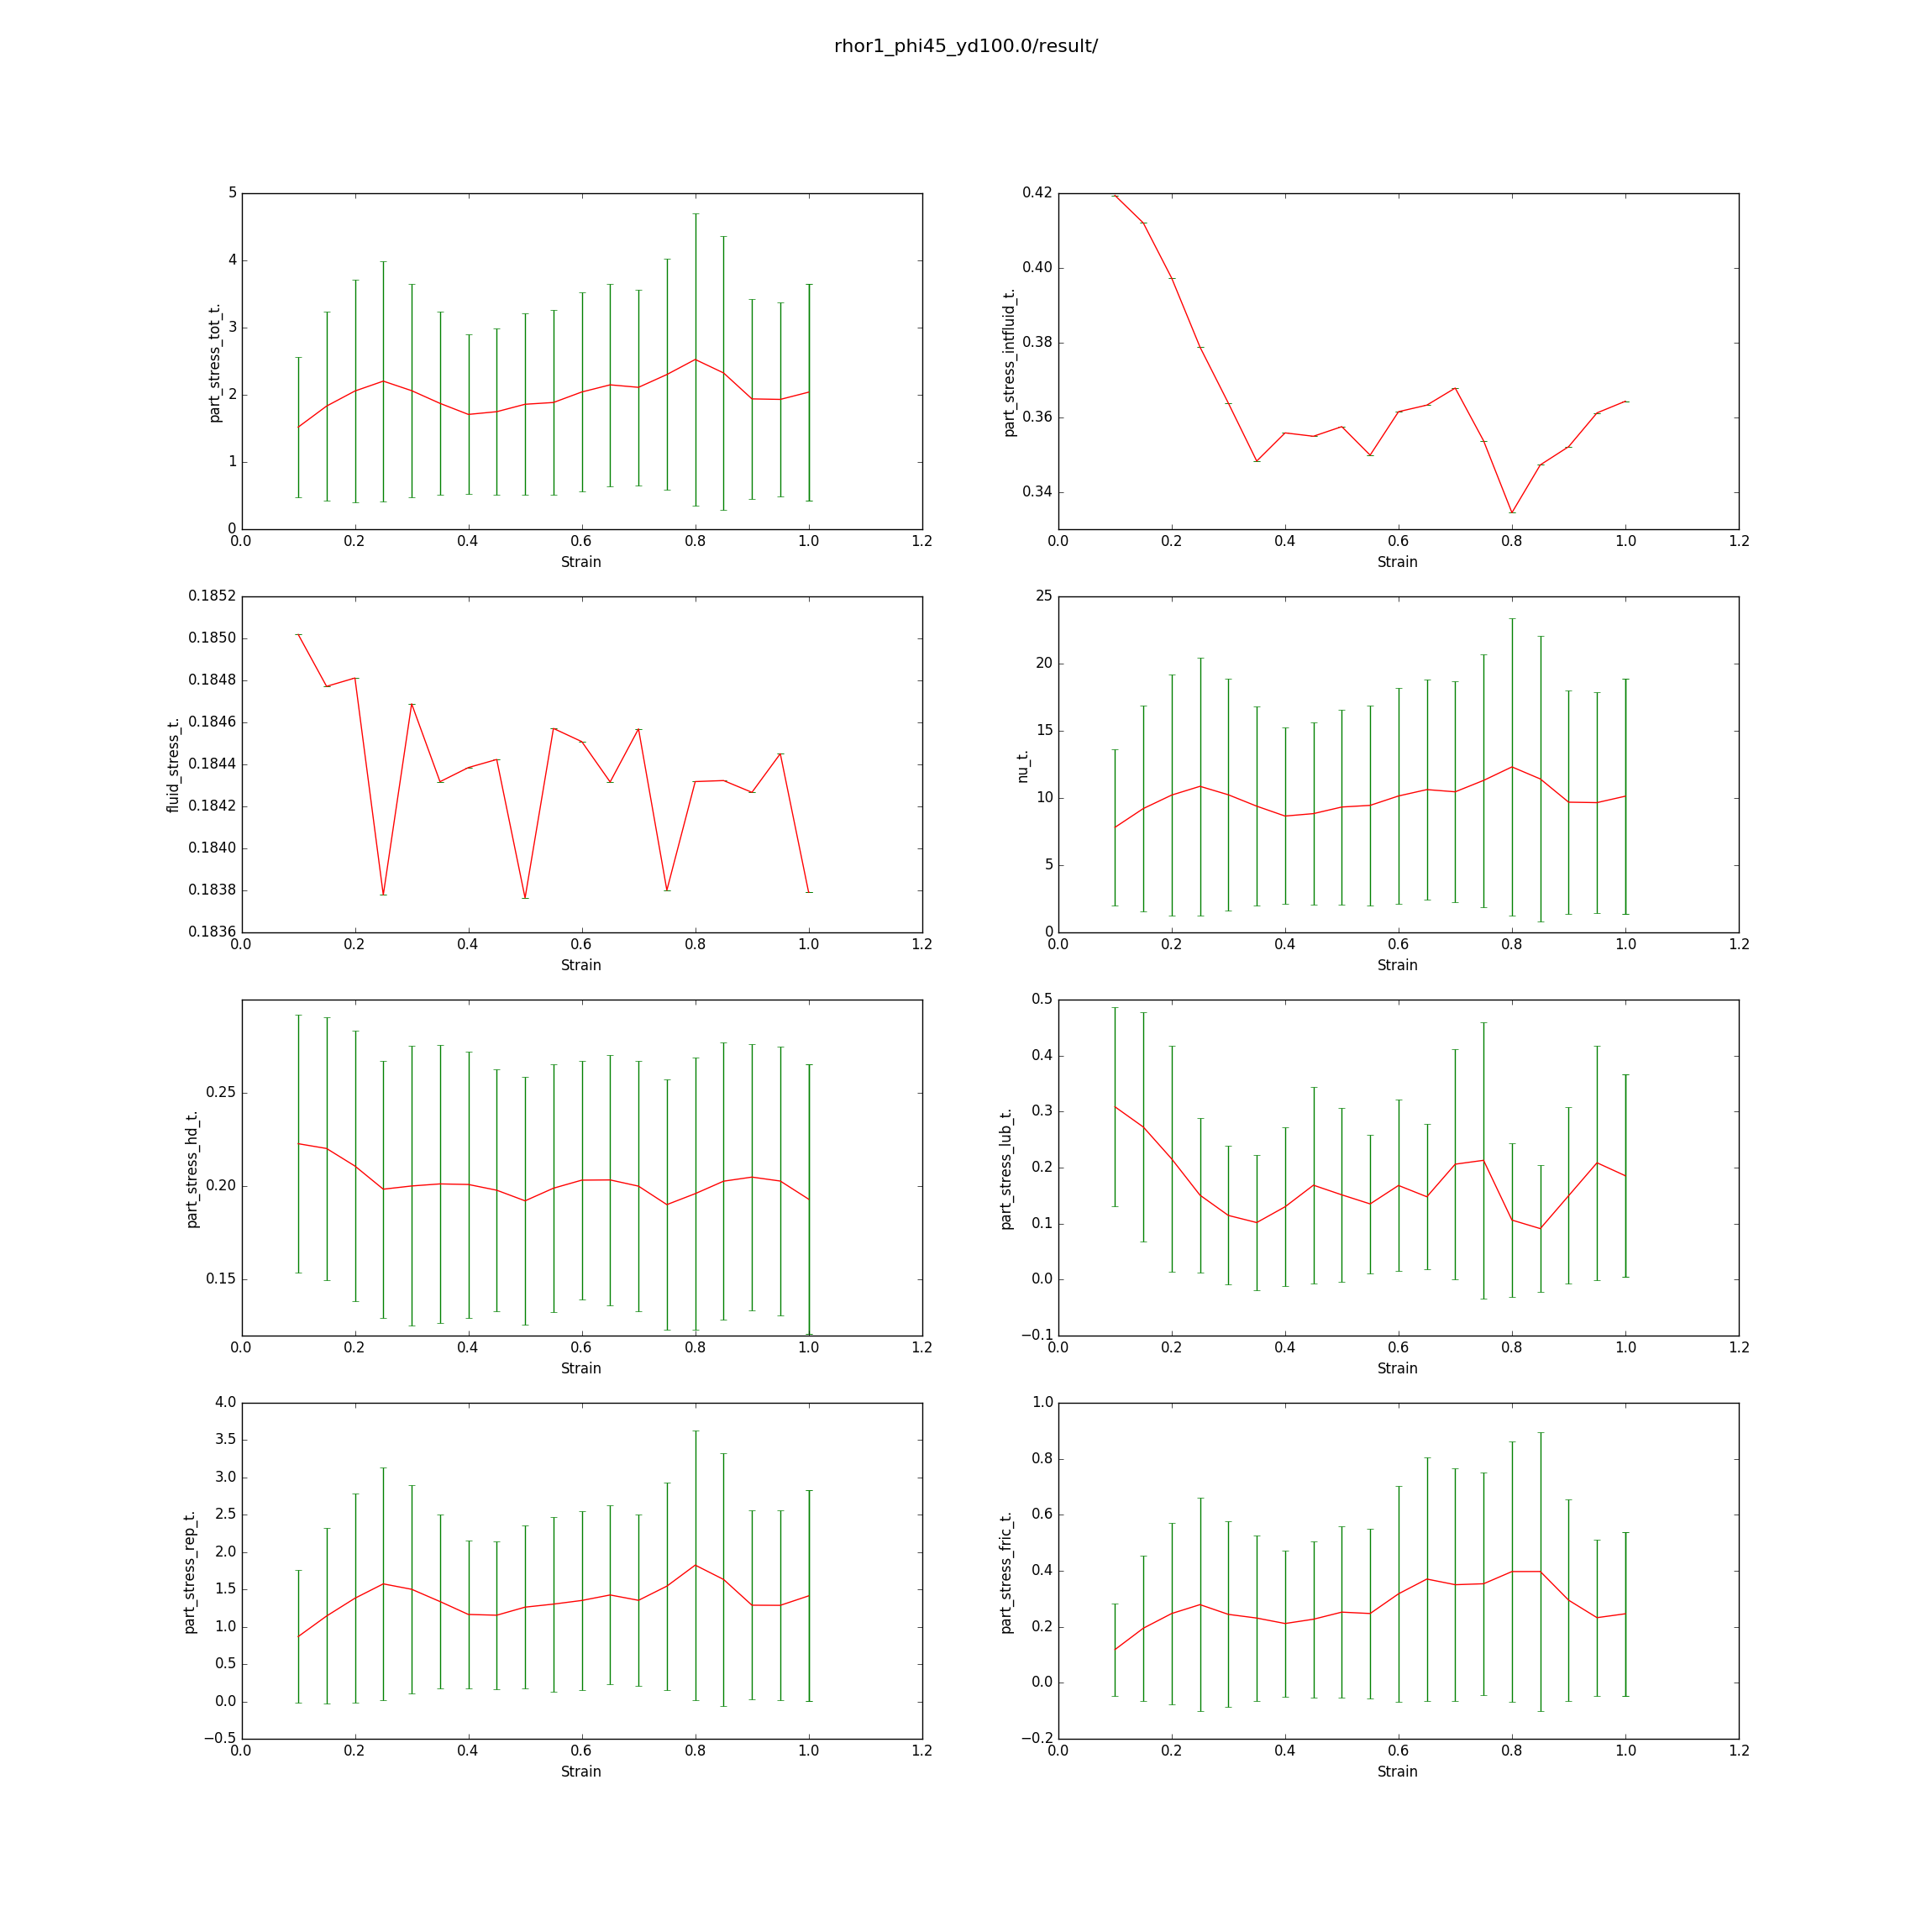 rhor1_phi45_yd100.0/result/
part_stress_tot_t.
5
4
3
2
1
0
0.0 0.2 0.4 0.6 0.8 1.0 1.2
Strain
part_stress_intfluid_t.
0.42
0.40
0.38
0.36
0.34
0.0 0.2 0.4 0.6 0.8 1.0 1.2
Strain
fluid_stress_t.
0.1852
0.1850
0.1848
0.1846
0.1844
0.1842
0.1840
0.1838
0.1836
0.0 0.2 0.4 0.6 0.8 1.0 1.2
Strain
nu_t.
25
20
15
10
5
0
0.0 0.2 0.4 0.6 0.8 1.0 1.2
Strain
part_stress_hd_t.
0.25
0.20
0.15
0.0 0.2 0.4 0.6 0.8 1.0 1.2
Strain
part_stress_lub_t.
0.5
0.4
0.3
0.2
0.1
0.0
−0.1
0.0 0.2 0.4 0.6 0.8 1.0 1.2
Strain
part_stress_rep_t.
4.0
3.5
3.0
2.5
2.0
1.5
1.0
0.5
0.0
−0.5
0.0 0.2 0.4 0.6 0.8 1.0 1.2
Strain
part_stress_fric_t.
1.0
0.8
0.6
0.4
0.2
0.0
−0.2
0.0 0.2 0.4 0.6 0.8 1.0 1.2
Strain